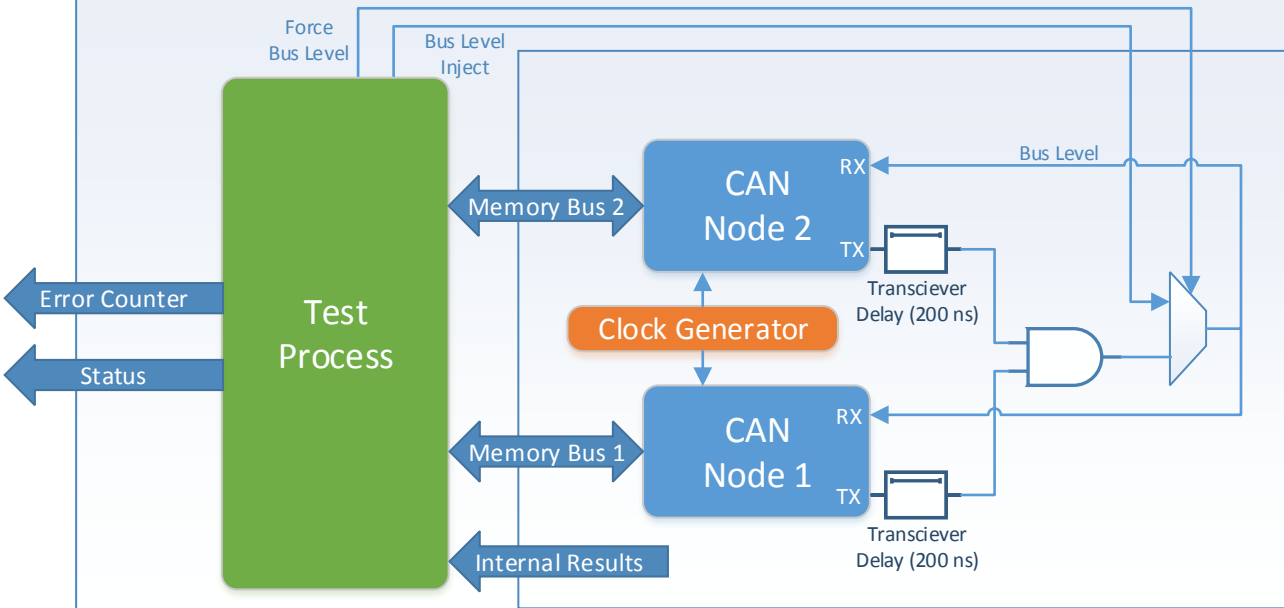 Force
Bus Level
Bus Level
Inject
Bus Level
RX
CAN
Node 2
TX
Memory Bus 2
Transciever
Delay (200 ns)
Error Counter
Test
Process
Clock Generator
Status
RX
CAN
Node 1
TX
Memory Bus 1
Transciever
Delay (200 ns)
Internal Results